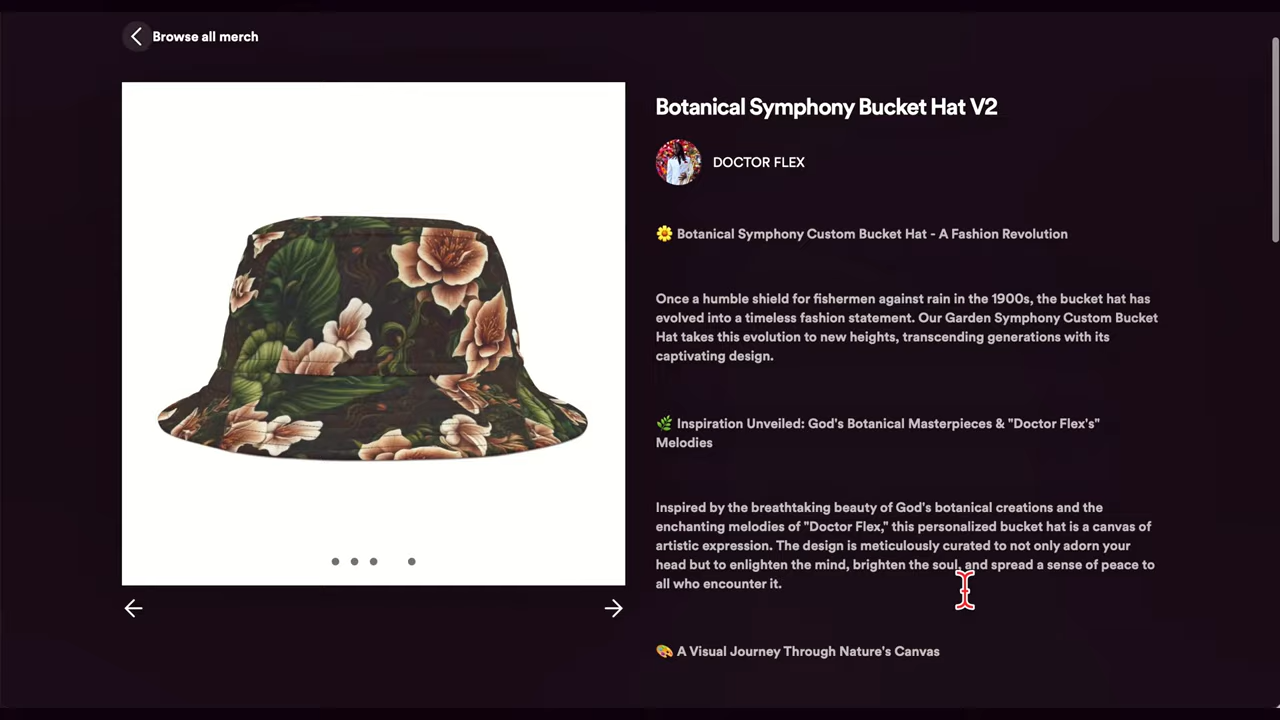 Browse all merch
Botanical Symphony Bucket Hat V2
DOCTOR FLEX
🌼 Botanical Symphony Custom Bucket Hat - A Fashion Revolution
Once a humble shield for fishermen against rain in the 1900s, the bucket hat has
evolved into a timeless fashion statement. Our Garden Symphony Custom Bucket
Hat takes this evolution to new heights, transcending generations with its
captivating design.
🌿 Inspiration Unveiled: God's Botanical Masterpieces & "Doctor Flex's"
Melodies
Inspired by the breathtaking beauty of God's botanical creations and the
enchanting melodies of "Doctor Flex," this personalized bucket hat is a canvas of
artistic expression. The design is meticulously curated to not only adorn your
head but to enlighten the mind, brighten the soul, and spread a sense of peace to
all who encounter it.
🎨 A Visual Journey Through Nature's Canvas